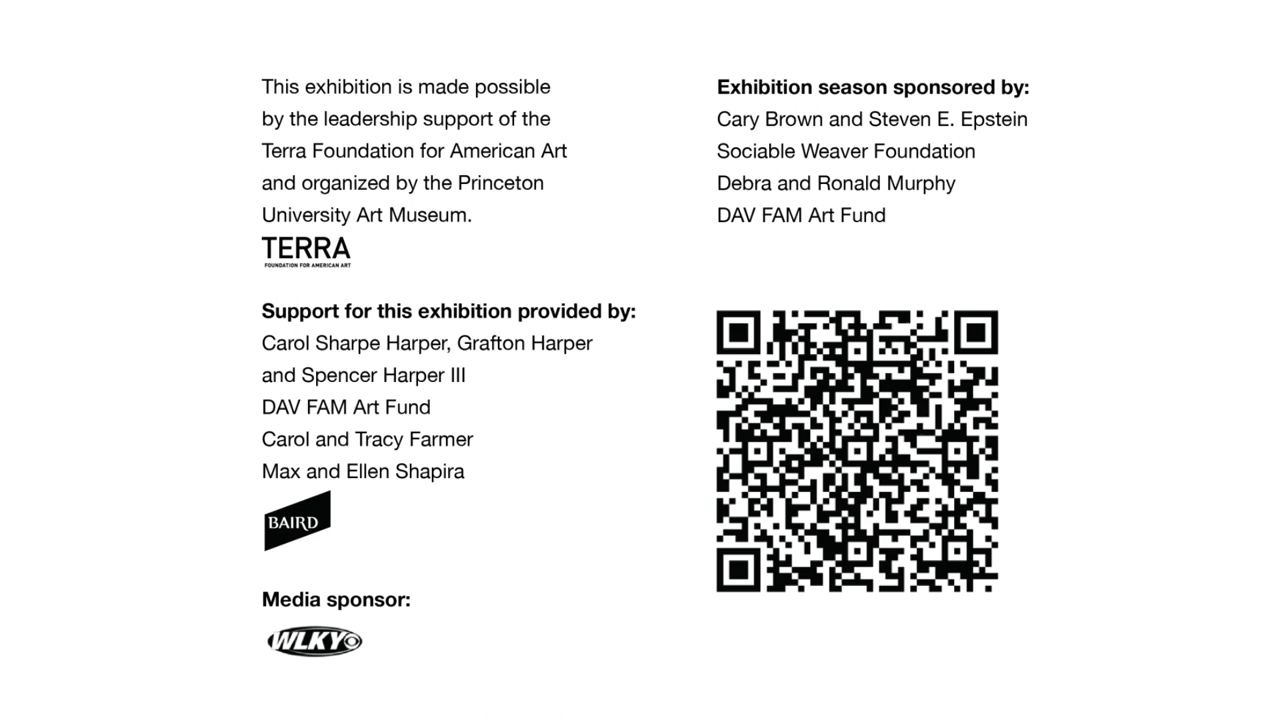 This exhibition is made possible
by the leadership support of the
Terra Foundation for American Art
and organized by the Princeton
University Art Museum.
TERRA
FOUNDATION FOR AMERICAN ART
Support for this exhibition provided by:
Carol Sharpe Harper, Grafton Harper
and Spencer Harper III
DAV FAM Art Fund
Carol and Tracy Farmer
Max and Ellen Shapira
BAIRD
Media sponsor:
WLKY
Exhibition season sponsored by:
Cary Brown and Steven E. Epstein
Sociable Weaver Foundation
Debra and Ronald Murphy
DAV FAM Art Fund